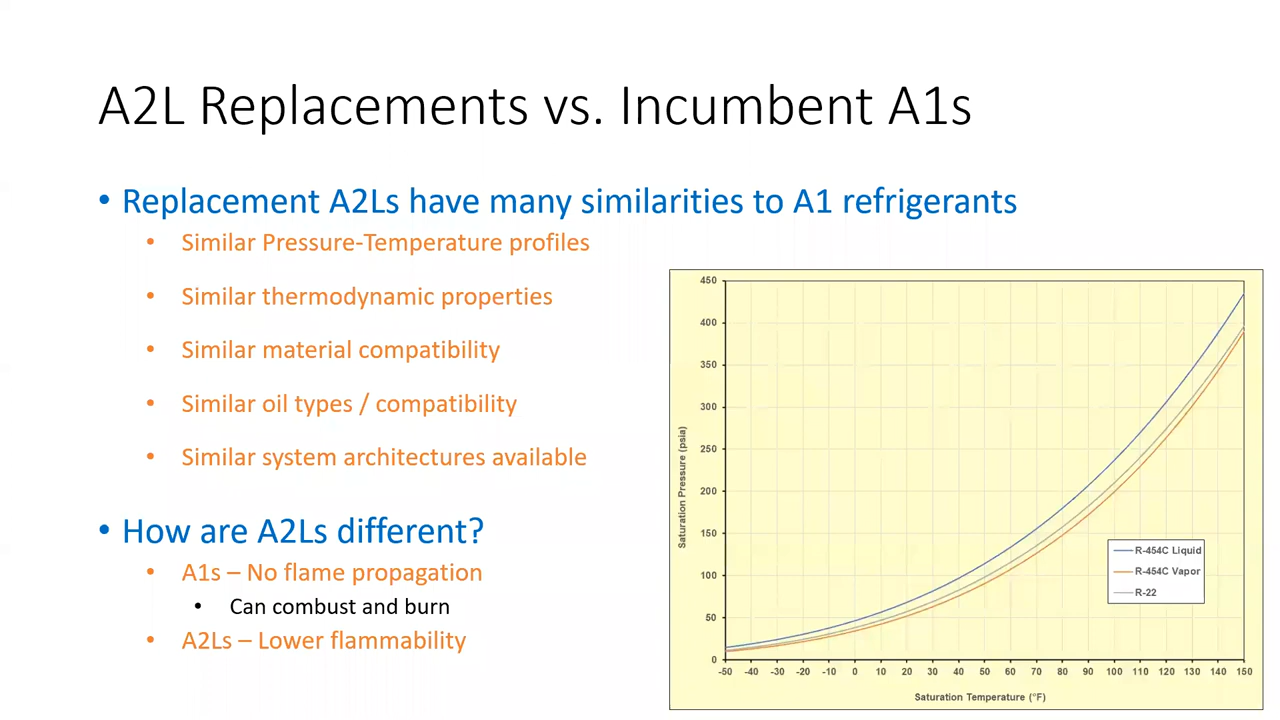 A2L Replacements vs. Incumbent A1s
• Replacement A2Ls have many similarities to A1 refrigerants
• Similar Pressure-Temperature profiles
• Similar thermodynamic properties
• Similar material compatibility
• Similar oil types / compatibility
• Similar system architectures available
• How are A2Ls different?
• A1s – No flame propagation
• Can combust and burn
• A2Ls – Lower flammability
450
400
350
300
250
200
150
100
50
0
Saturation Pressure (psia)
-50 -40 -30 -20 -10 0 10 20 30 40 50 60 70 80 90 100 110 120 130 140 150
Saturation Temperature (°F)
R-454C Liquid
R-454C Vapor
R-22